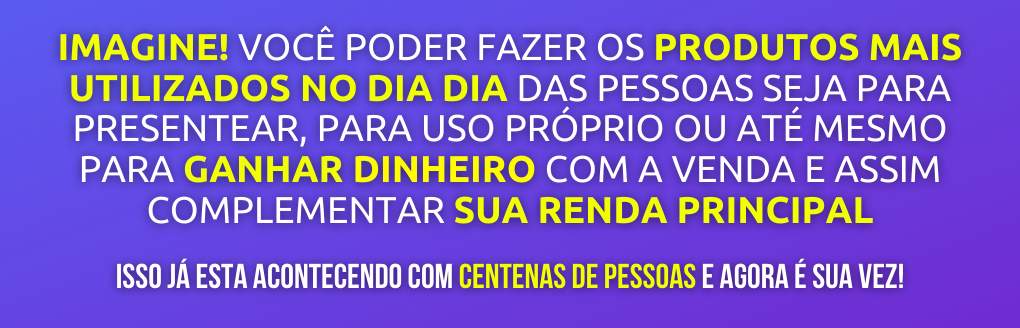 IMAGINE! VOCÊ PODER FAZER OS PRODUTOS MAIS
UTILIZADOS NO DIA DIA DAS PESSOAS SEJA PARA
PRESENTEAR, PARA USO PRÓPRIO OU ATÉ MESMO
PARA GANHAR DINHEIRO COM A VENDA E ASSIM
COMPLEMENTAR SUA RENDA PRINCIPAL
ISSO JÁ ESTA ACONTECENDO COM CENTENAS DE PESSOAS E AGORA É SUA VEZ!